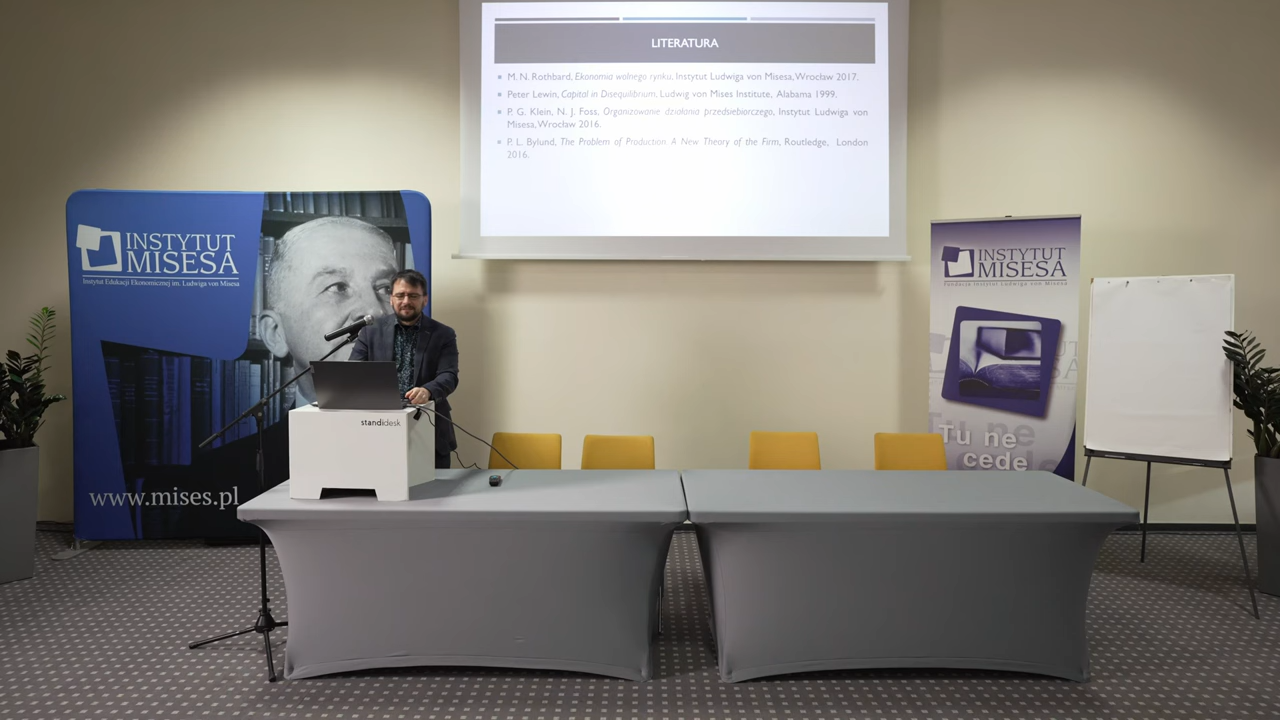 LITERATURA
M. N. Rothbard, Ekonomia wolnego rynku, Instytut Ludwiga von Misesa, Wrocław 2017.
Peter Lewin, Capital in Disequilibrium, Ludwig von Mises Institute, Alabama 1999.
P. G. Klein, N. J. Foss, Organizowanie działania przedsiebiorczego, Instytut Ludwiga von
Misesa, Wrocław 2016.
P. L. Bylund, The Problem of Production. A New Theory of the Firm, Routledge, London
2016.
INSTYTUT
MISESA
Instytut Edukacji Ekonomicznej im. Ludwiga von Misesa
www.mises.pl
standidesk
INSTYTUT
MISESA
Fundacja Instytut Ludwiga von Misesa
Tu ne
cede